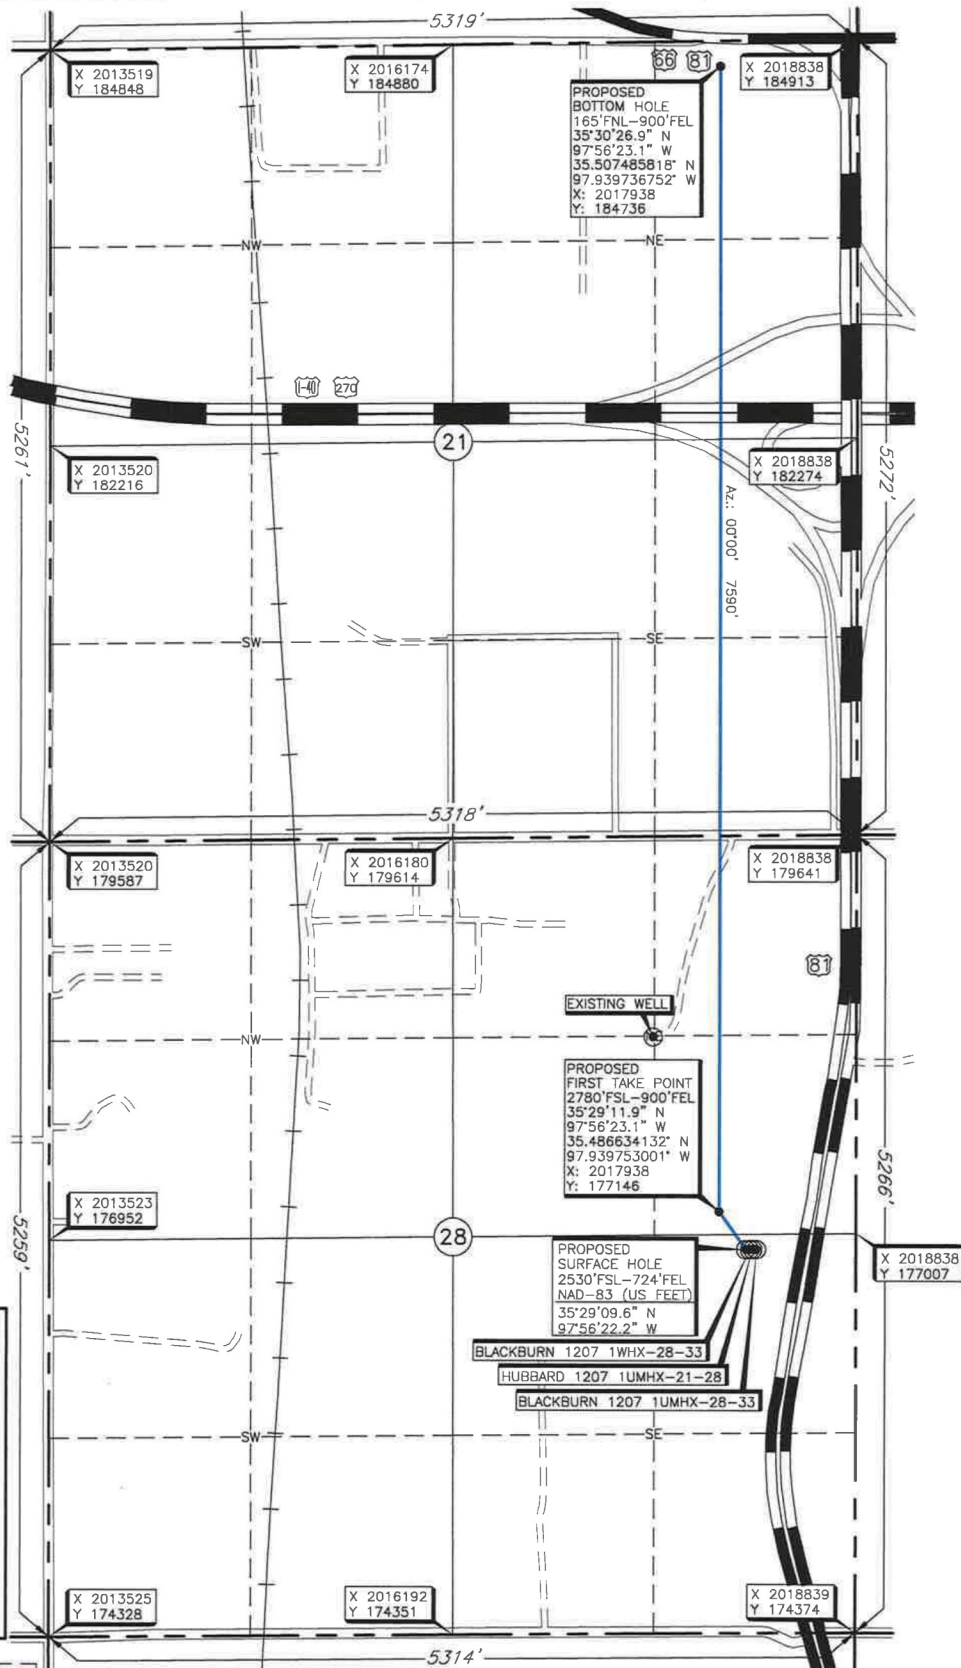 5319'
X 2013519
Y 184848
X 2016174
Y 184880
66 81
X 2018838
Y 184913
PROPOSED
BOTTOM HOLE
165'FNL-900'FEL
35°30'26.9" N
97°56'23.1" W
35.507485818° N
97.939736752° W
X: 2017938
Y: 184736
NW
NE
I-40 270
5261'
21
5272'
X 2013520
Y 182216
X 2018838
Y 182274
Az.: 00°00' 7590'
SW
SE
5318'
X 2013520
Y 179587
X 2016180
Y 179614
X 2018838
Y 179641
81
EXISTING WELL
NW
PROPOSED
FIRST TAKE POINT
2780'FSL-900'FEL
35°29'11.9" N
97°56'23.1" W
35.486634132° N
97.939753001° W
X: 2017938
Y: 177146
5259'
5266'
X 2013523
Y 176952
28
X 2018838
Y 177007
PROPOSED
SURFACE HOLE
2530'FSL-724'FEL
NAD-83 (US FEET)
35°29'09.6" N
97°56'22.2" W
BLACKBURN 1207 1WHX-28-33
HUBBARD 1207 1UMHX-21-28
BLACKBURN 1207 1UMHX-28-33
SW
SE
X 2013525
Y 174328
X 2016192
Y 174351
X 2018839
Y 174374
5314'